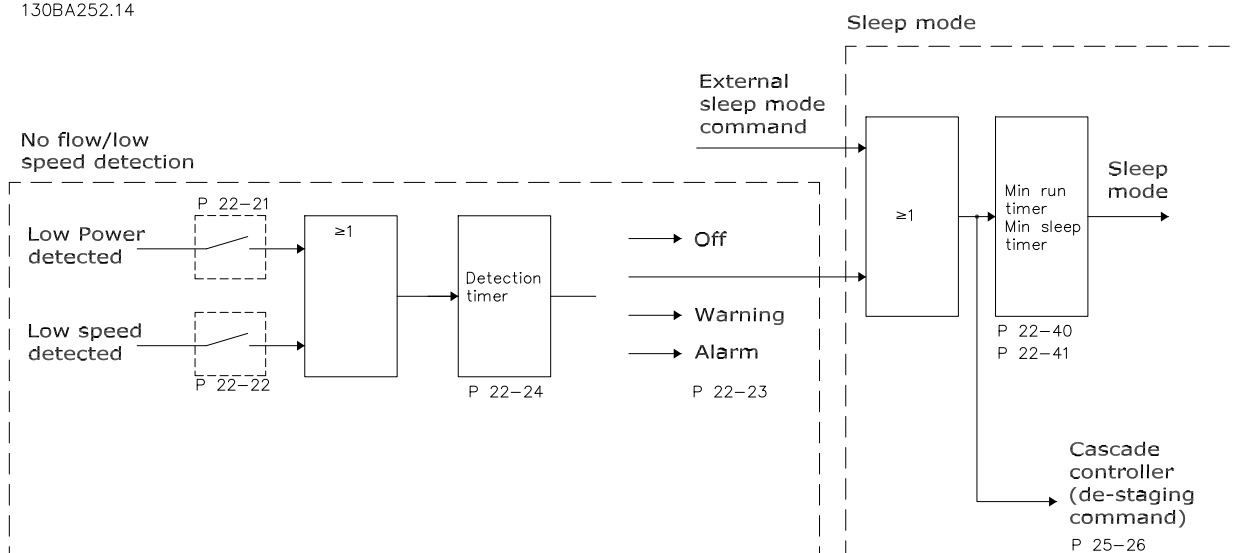 130BA252.14
Sleep mode
External
sleep mode
command
No flow/low
speed detection
P 22-21
Low Power
detected
≥1
Detection
timer
Off
≥1
Min run
timer
Min sleep
timer
Sleep
mode
Low speed
detected
Warning
Alarm
P 22-40
P 22-41
P 22-22
P 22-24
P 22-23
Cascade
controller
(de-staging
command)
P 25-26